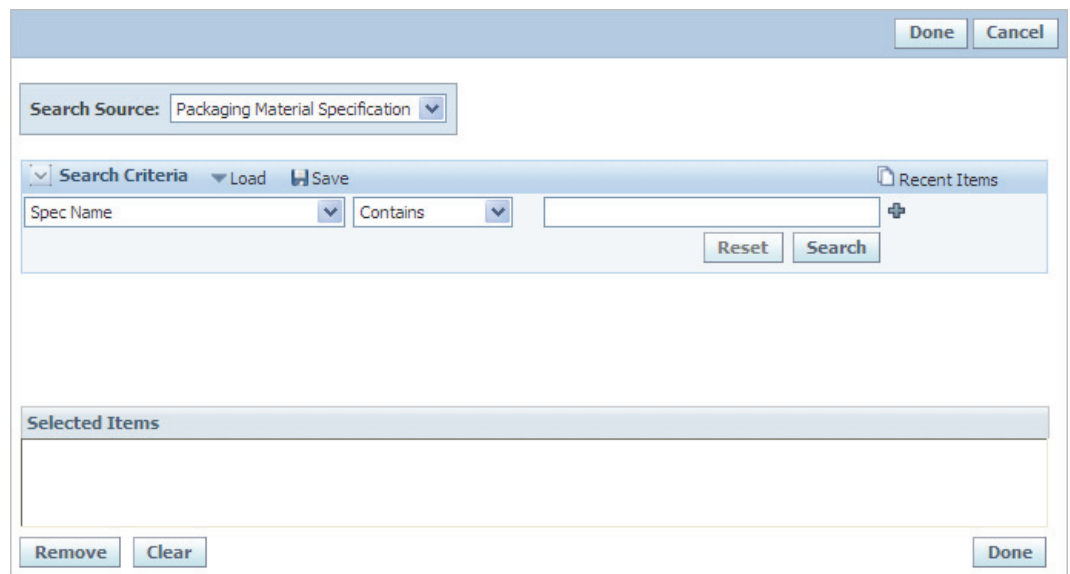 Done Cancel
Search Source: Packaging Material Specification
Search Criteria Load Save Recent Items
Spec Name Contains
Reset Search
Selected Items
Remove Clear Done